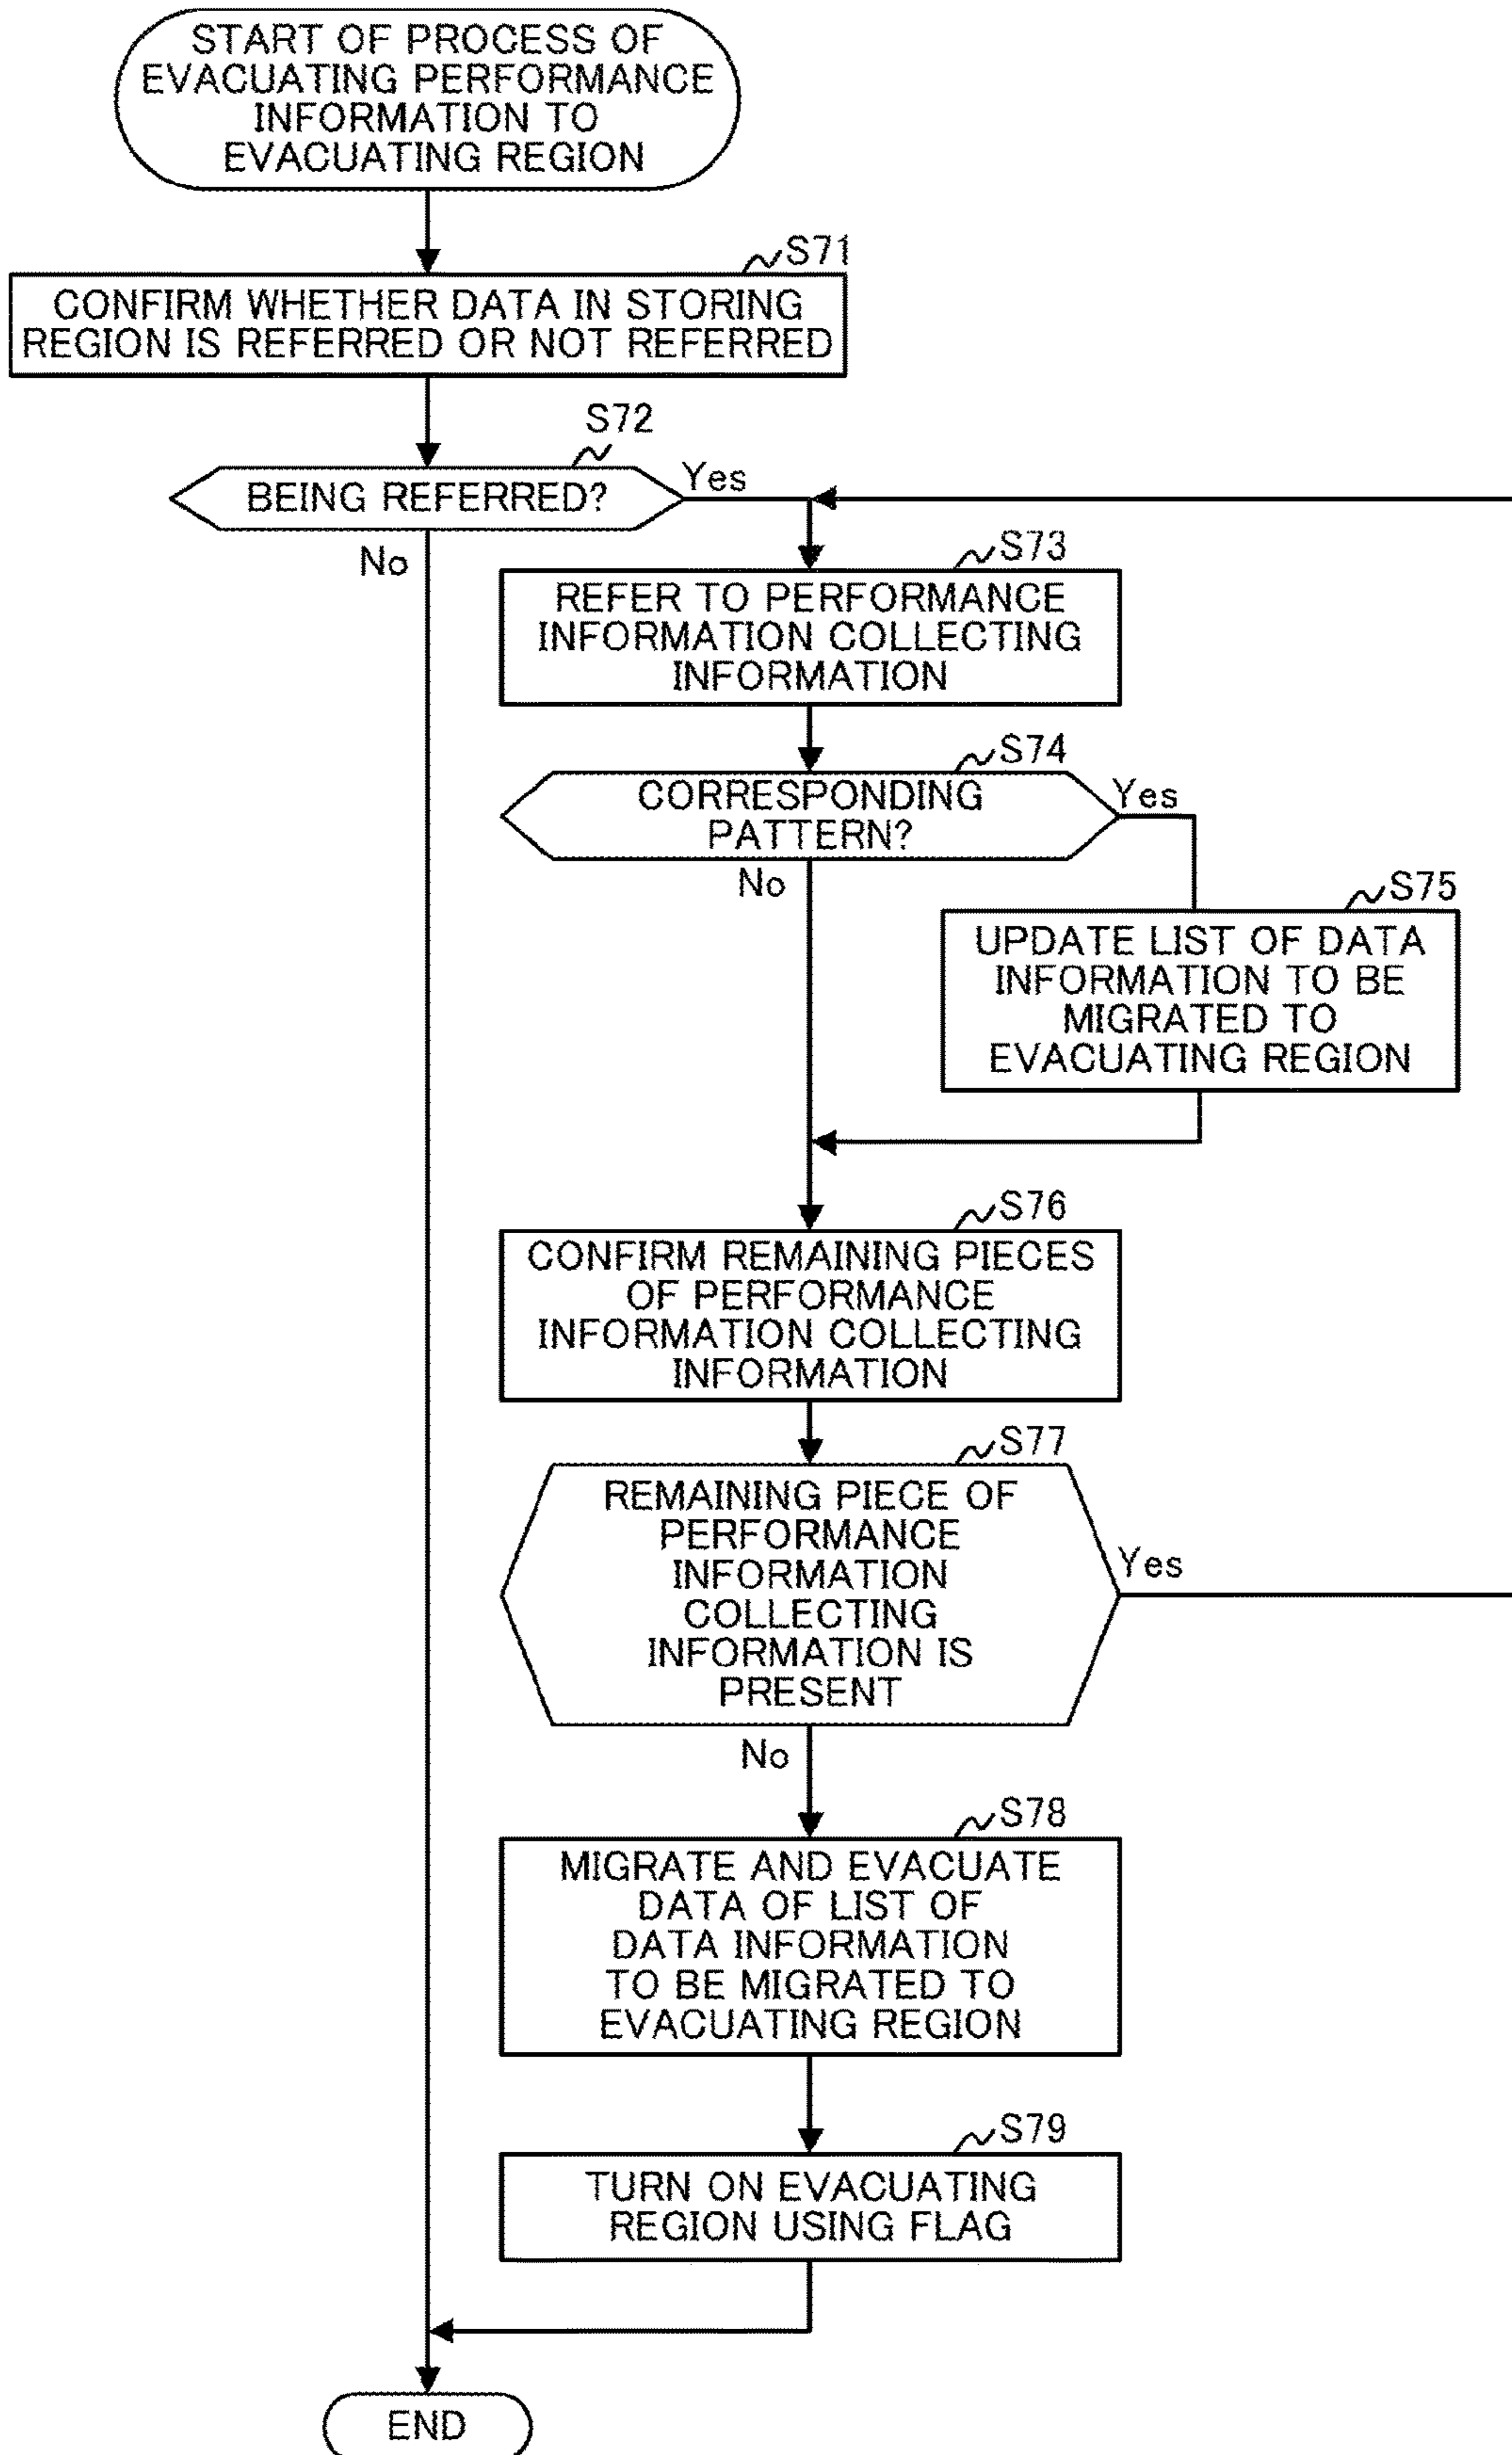 START OF PROCESS OF
EVACUATING PERFORMANCE
INFORMATION TO
EVACUATING REGION
S71
CONFIRM WHETHER DATA IN STORING
REGION IS REFERRED OR NOT REFERRED
S72
BEING REFERRED?
Yes
No
S73
REFER TO PERFORMANCE
INFORMATION COLLECTING
INFORMATION
S74
CORRESPONDING
PATTERN?
Yes
No
S75
UPDATE LIST OF DATA
INFORMATION TO BE
MIGRATED TO
EVACUATING REGION
S76
CONFIRM REMAINING PIECES
OF PERFORMANCE
INFORMATION COLLECTING
INFORMATION
S77
REMAINING PIECE OF
PERFORMANCE
INFORMATION
COLLECTING
INFORMATION IS
PRESENT
Yes
No
S78
MIGRATE AND EVACUATE
DATA OF LIST OF
DATA INFORMATION
TO BE MIGRATED TO
EVACUATING REGION
S79
TURN ON EVACUATING
REGION USING FLAG
END